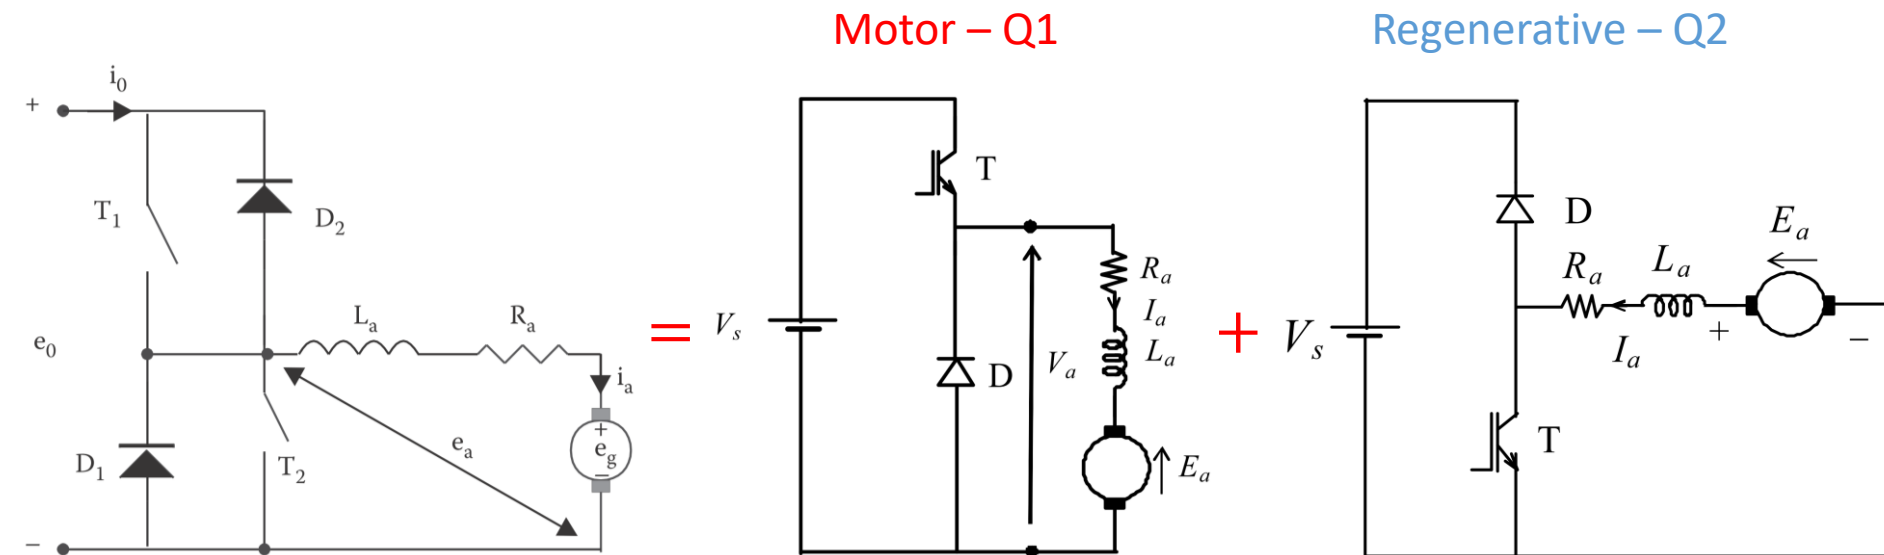 Motor – Q1
Regenerative – Q2
+
i0
T1
D2
e0
La
Ra
ia
D1
T2
ea
+
eg
–
–
=
Vs
T
D
Va
Ra
Ia
La
Ea
+
Vs
D
T
Ra
La
Ia
+
Ea
–